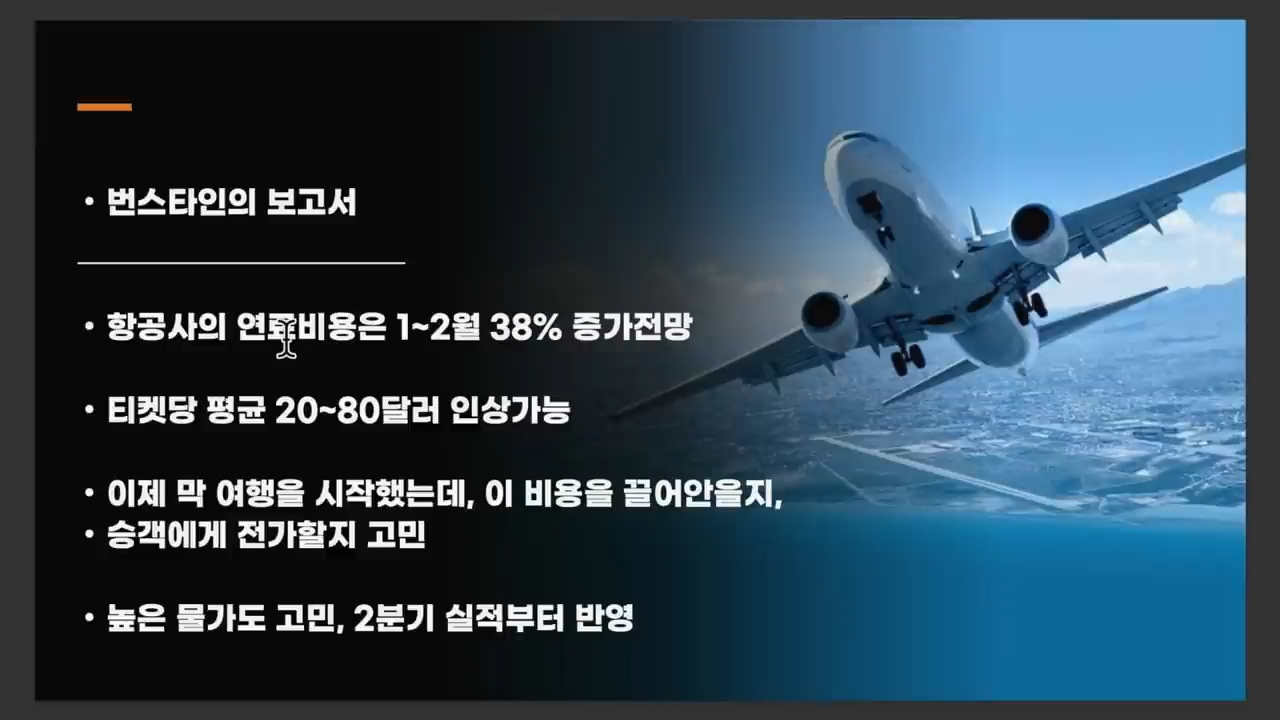 • 번스타인의 보고서
• 항공사의 연료비용은 1~2월 38% 증가전망
• 티켓당 평균 20~80달러 인상가능
• 이제 막 여행을 시작했는데, 이 비용을 끌어안을지,
• 승객에게 전가할지 고민
• 높은 물가도 고민, 2분기 실적부터 반영